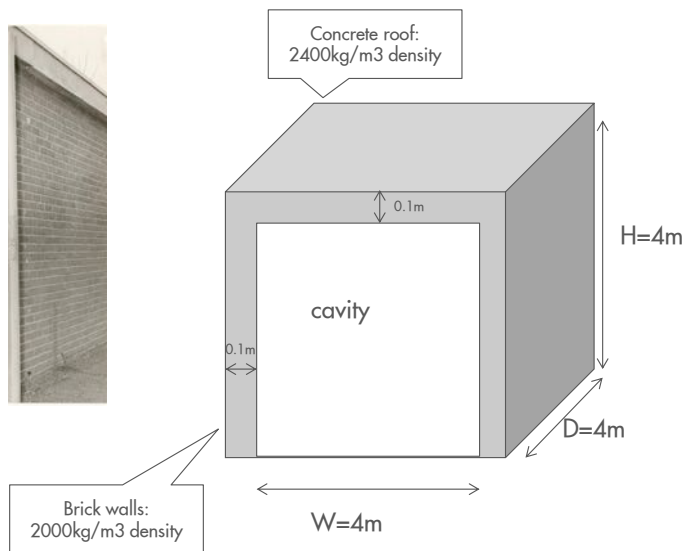 Concrete roof:
2400kg/m3 density
0.1m
H=4m
cavity
0.1m
D=4m
Brick walls:
2000kg/m3 density
W=4m